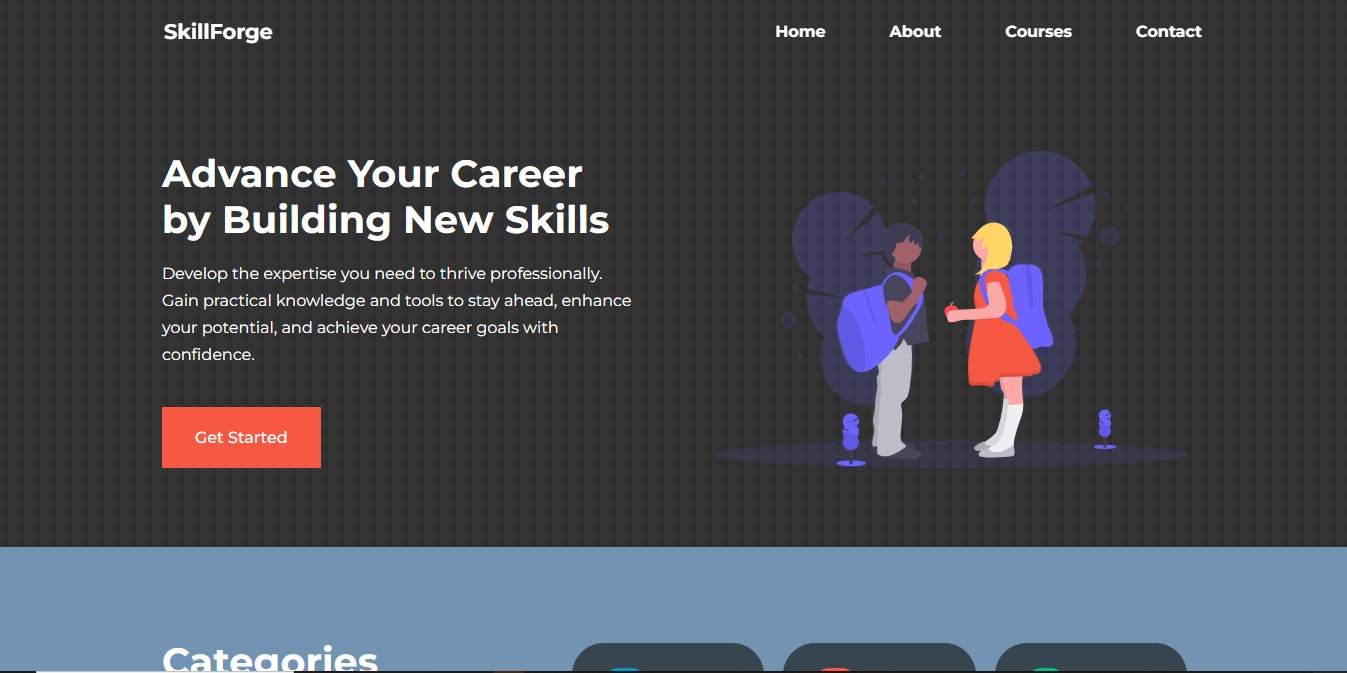 SkillForge
Home
About
Courses
Contact
Advance Your Career
by Building New Skills
Develop the expertise you need to thrive professionally.
Gain practical knowledge and tools to stay ahead, enhance
your potential, and achieve your career goals with
confidence.
Get Started
Categories